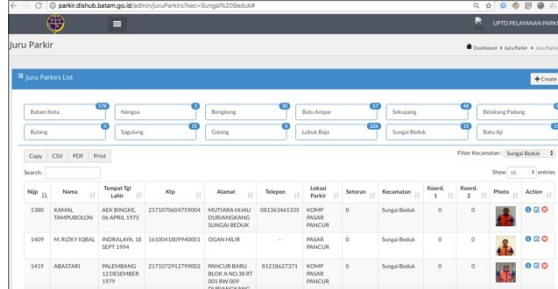 parkir.dishub.batam.go.id/admin/juruParkirs?kec=Sungai%20Beduk#
UPTD PELAYANAN PARKI
Juru Parkir
Dashboard Juru Parkir Juru Parki
Juru Parkirs List
+ Create
Batam Kota 178 Nongsa Bengkong Batu Ampar 57 Sekupang 48 Belakang Padang
Bulang 0 Sagulung Galang 0 Lubuk Baja Sungai Beduk Batu Aji
Copy CSV PDF Print
Filter Kecamatan : Sungai Beduk
Search:
Show 10 entries
Nijp Nama Tempat Tgl Lahir Ktp Alamat Telepon Lokasi Parkir Setoran Kecamatan Koord. 1 Koord. 2 Photo Action
1380 KAMAL TAMPUBOLON AEK BINGKE, 06 APRIL 1975 2171070604759004 MUTIARA HIJAU DURIANGKANG SUNGAI BEDUK 081363461335 KOMP PASAR PANCUR 0 Sungai Beduk 0 0
1409 M. RIZKY IQBAL INDRALAYA, 18 SEPT 1994 1610041809940001 OGAN HILIR - KOMP PASAR PANCUR 0 Sungai Beduk 0 0
1419 ABASTARI PALEMBANG 12 DESEMBER 1979 2171072912799002 PANCUR BARU BLOK A NO.38 RT 001 RW 009 DURIANGKANG 81218627371 KOMP PASAR PANCUR 0 Sungai Beduk 0 0